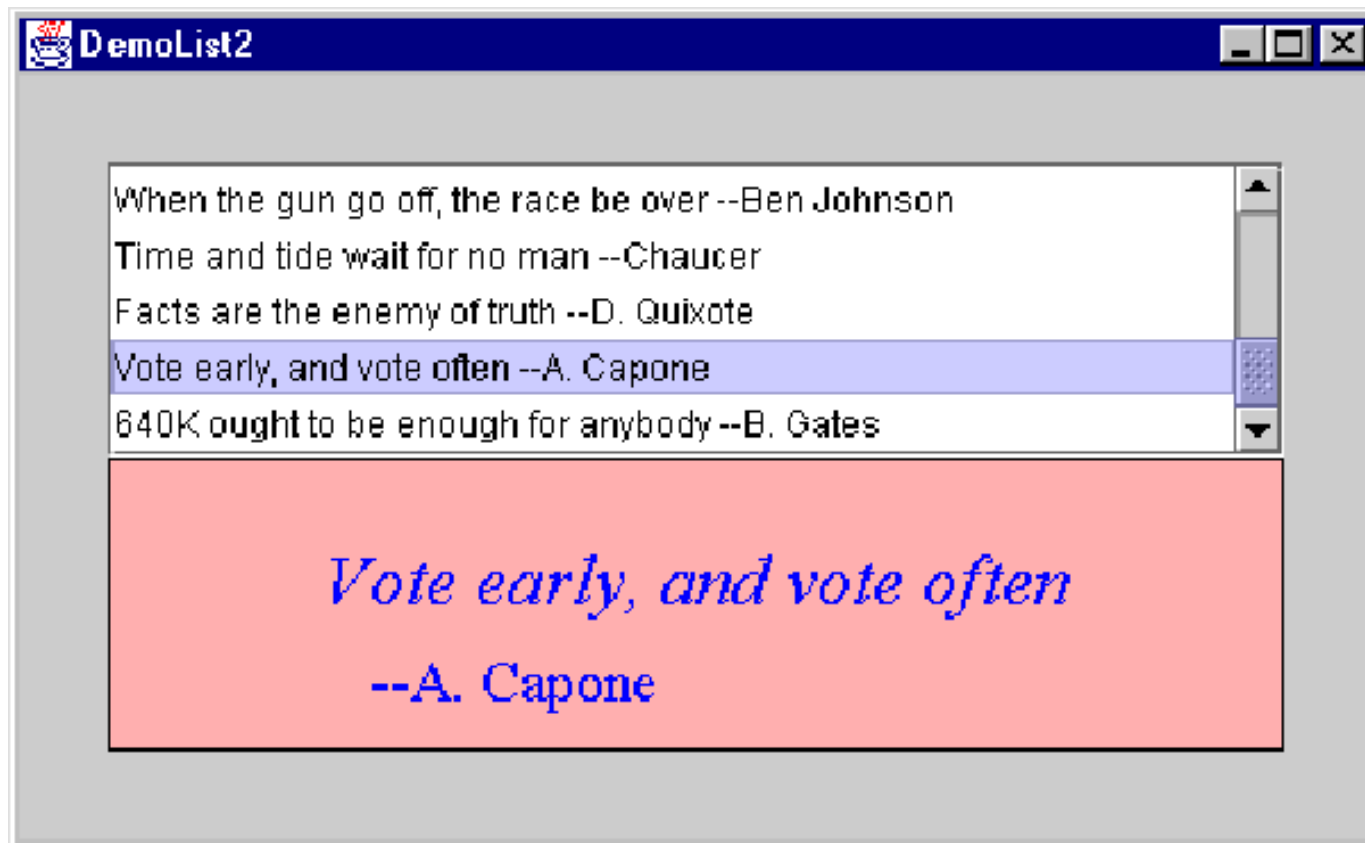 DemoList2
When the gun go off, the race be over --Ben Johnson
Time and tide wait for no man --Chaucer
Facts are the enemy of truth --D. Quixote
Vote early, and vote often --A. Capone
640K ought to be enough for anybody --B. Gates
Vote early, and vote often
--A. Capone